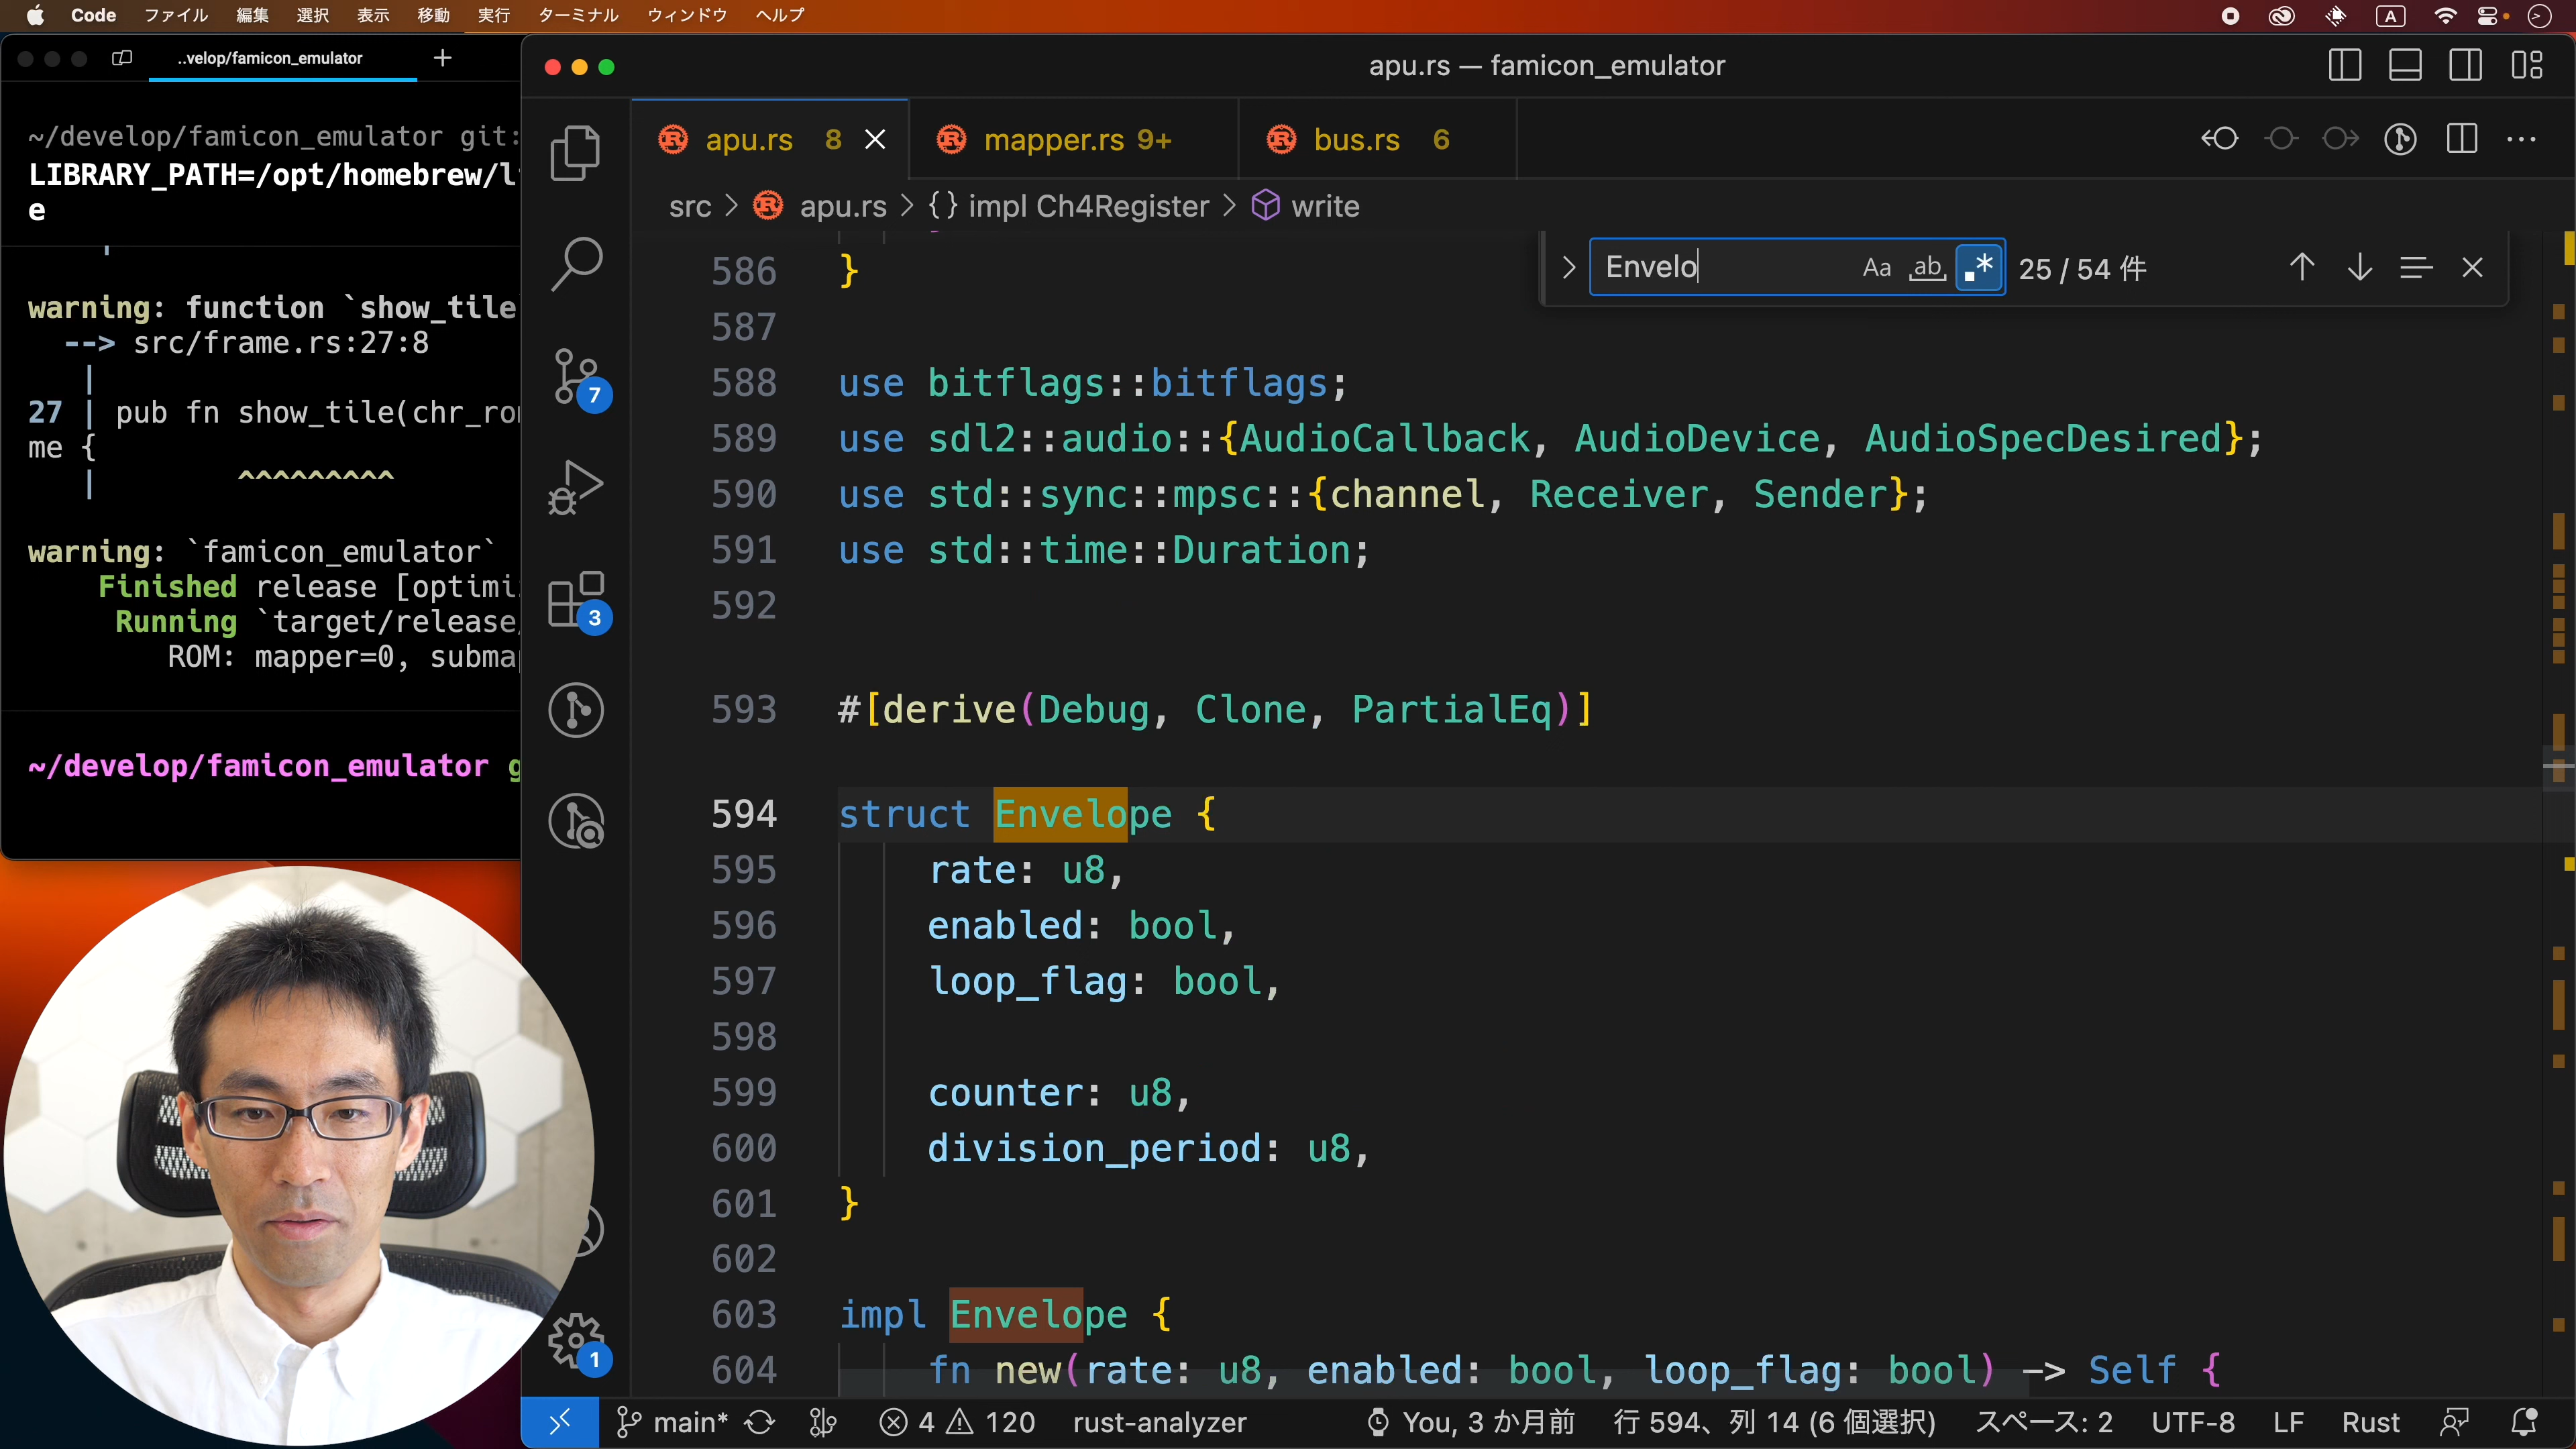 Code ファイル 編集 選択 表示 移動 実行 ターミナル ウィンドウ ヘルプ A
..velop/famicon_emulator +
~/develop/famicon_emulator git:
LIBRARY_PATH=/opt/homebrew/l
e
warning: function `show_tile
--> src/frame.rs:27:8
|
27 | pub fn show_tile(chr_ro
me {
| ^^^^^^^^^
warning: `famicon_emulator`
Finished release [optimi
Running `target/release/
ROM: mapper=0, subma
~/develop/famicon_emulator g
apu.rs — famicon_emulator
apu.rs 8 mapper.rs 9+ bus.rs 6
src > apu.rs > {} impl Ch4Register > write
Envelo Aa ab .* 25 / 54 件
7
3
1
586 }
587
588 use bitflags::bitflags;
589 use sdl2::audio::{AudioCallback, AudioDevice, AudioSpecDesired};
590 use std::sync::mpsc::{channel, Receiver, Sender};
591 use std::time::Duration;
592
593 #[derive(Debug, Clone, PartialEq)]
594 struct Envelope {
595 rate: u8,
596 enabled: bool,
597 loop_flag: bool,
598
599 counter: u8,
600 division_period: u8,
601 }
602
603 impl Envelope {
604 fn new(rate: u8, enabled: bool, loop_flag: bool) -> Self {
main* 4 120 rust-analyzer You, 3 か月前 行 594、列 14 (6 個選択) スペース: 2 UTF-8 LF Rust